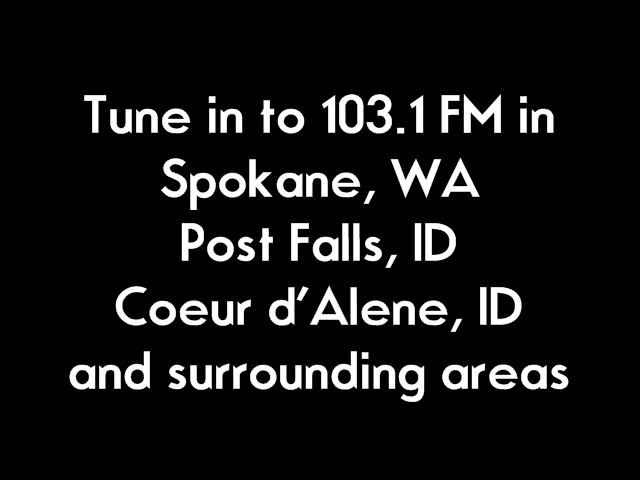 Tune in to 103.1 FM in
Spokane, WA
Post Falls, ID
Coeur d'Alene, ID
and surrounding areas